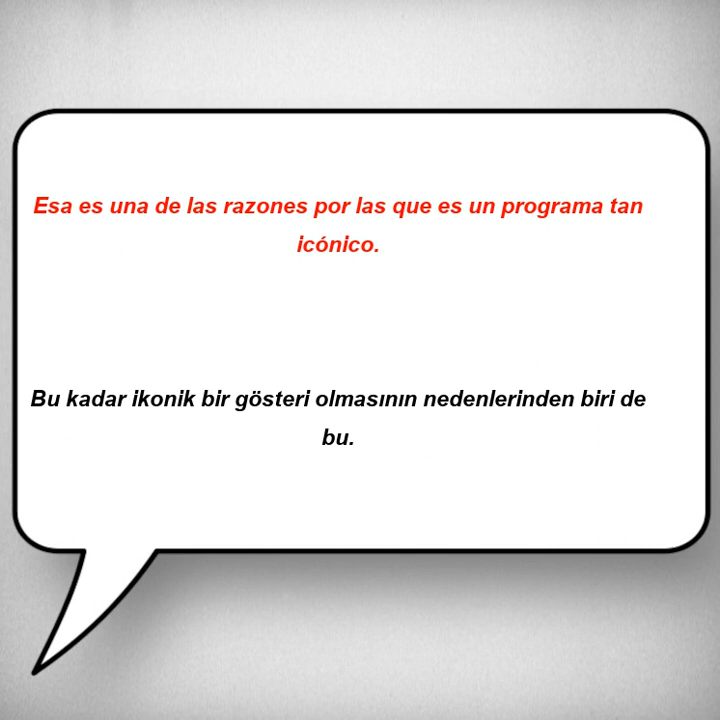 Esa es una de las razones por las que es un programa tan
icónico.
Bu kadar ikonik bir gösteri olmasının nedenlerinden biri de
bu.